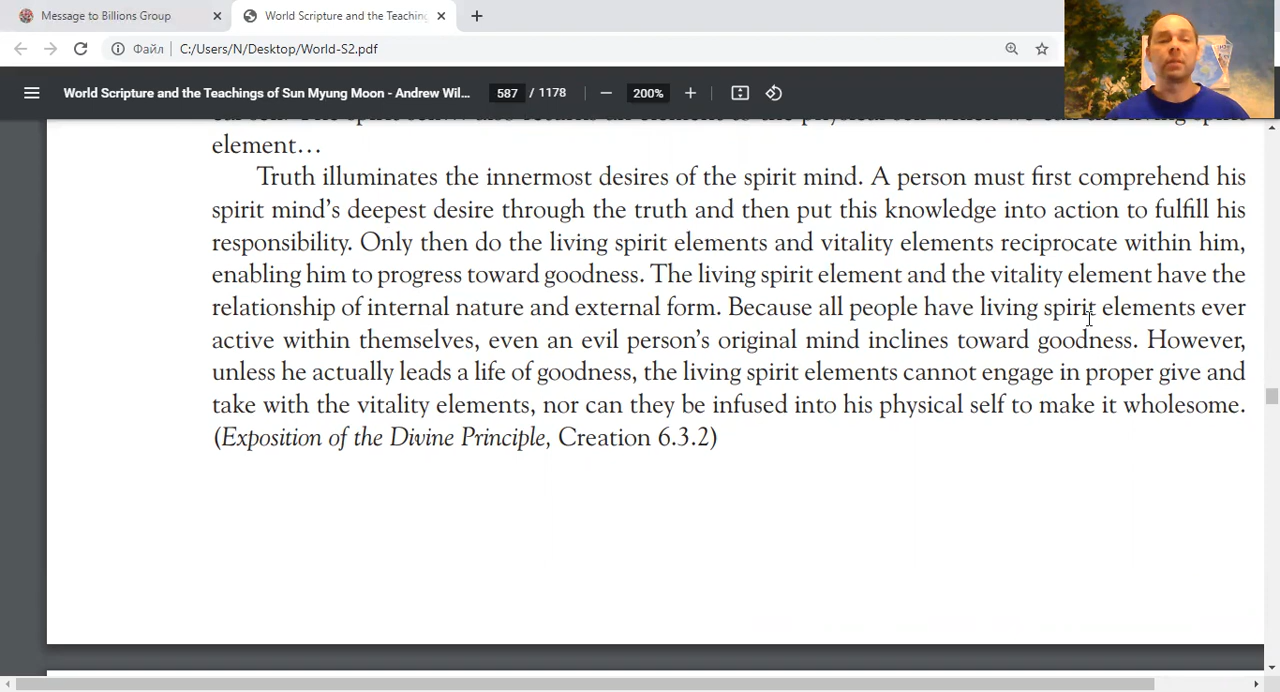 Message to Billions Group
World Scripture and the Teaching
Файл
C:/Users/N/Desktop/World-S2.pdf
World Scripture and the Teachings of Sun Myung Moon - Andrew Wil...
587 / 1178
200%
element…
Truth illuminates the innermost desires of the spirit mind. A person must first comprehend his
spirit mind’s deepest desire through the truth and then put this knowledge into action to fulfill his
responsibility. Only then do the living spirit elements and vitality elements reciprocate within him,
enabling him to progress toward goodness. The living spirit element and the vitality element have the
relationship of internal nature and external form. Because all people have living spirit elements ever
active within themselves, even an evil person’s original mind inclines toward goodness. However,
unless he actually leads a life of goodness, the living spirit elements cannot engage in proper give and
take with the vitality elements, nor can they be infused into his physical self to make it wholesome.
(Exposition of the Divine Principle, Creation 6.3.2)